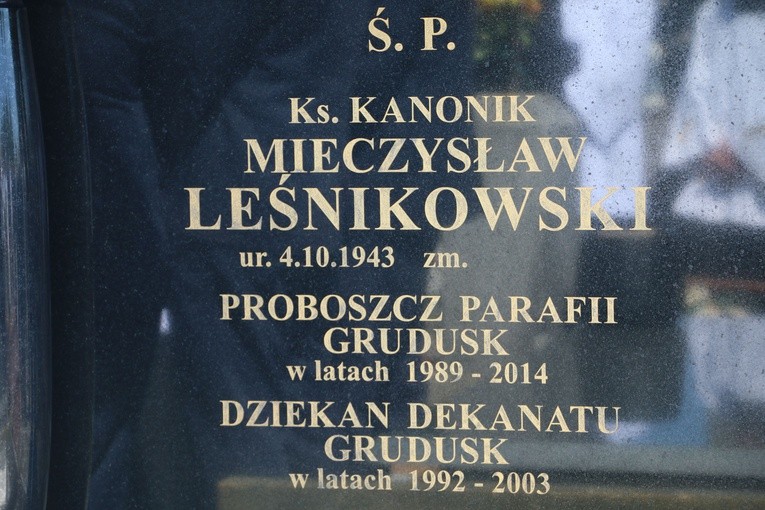 Ś. P.
Ks. KANONIK
MIECZYSŁAW
LEŚNIKOWSKI
ur. 4.10.1943 zm.
PROBOSZCZ PARAFII
GRUDUSK
w latach 1989 - 2014
DZIEKAN DEKANATU
GRUDUSK
w latach 1992 - 2003